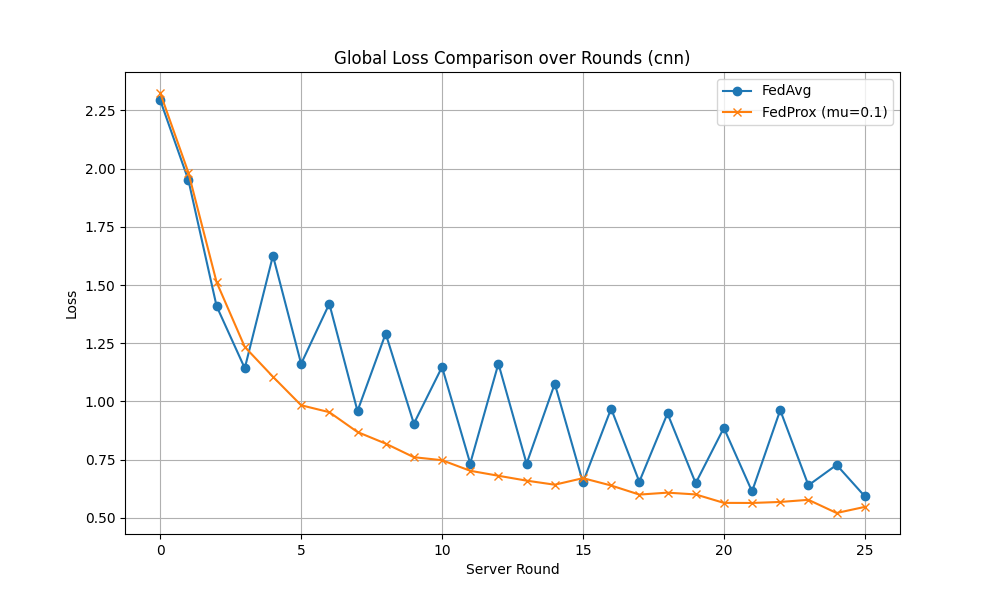 Global Loss Comparison over Rounds (cnn)
FedAvg
FedProx (mu=0.1)
Loss
2.25
2.00
1.75
1.50
1.25
1.00
0.75
0.50
0
5
10
15
20
25
Server Round